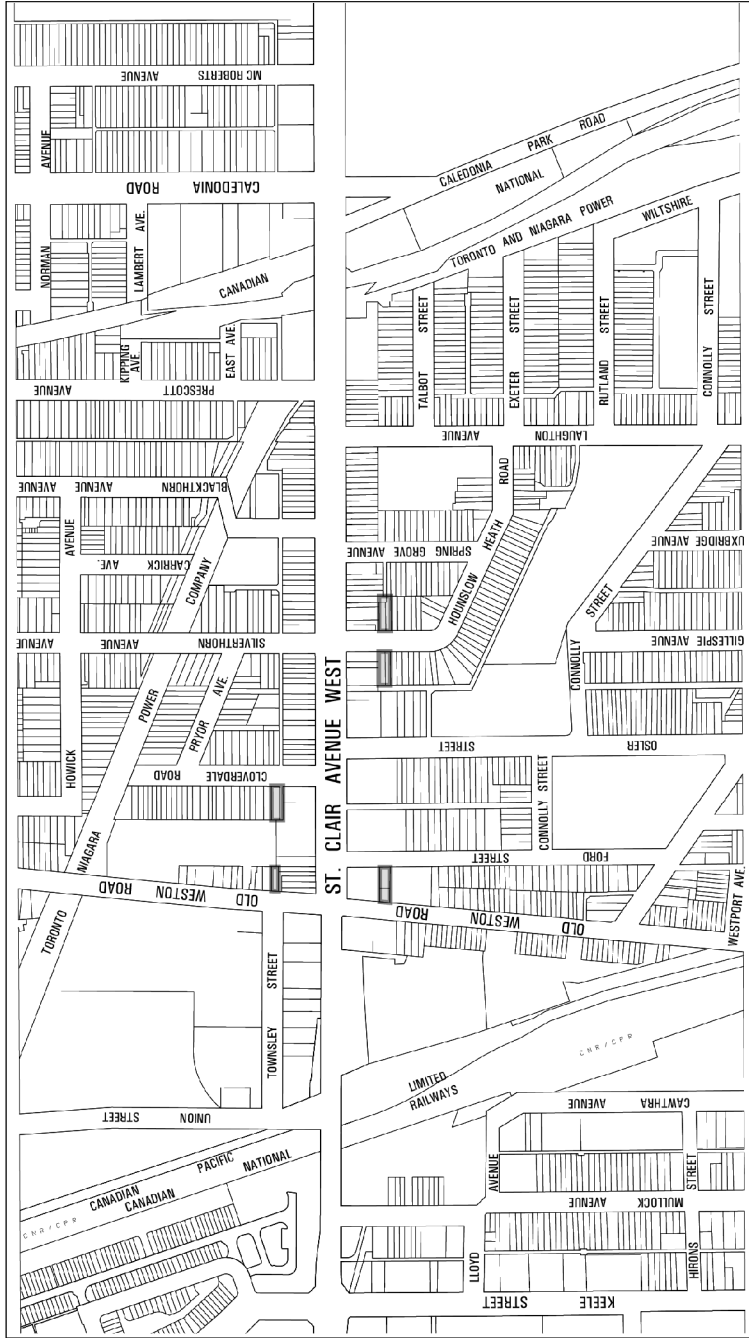 MC ROBERTS AVENUE
AVENUE
CALEDONIA ROAD
CALEDONIA PARK ROAD
NATIONAL
TORONTO AND NIAGARA POWER
WILTSHIRE
NORMAN
LAMBERT AVE.
CANADIAN
KIPPING AVE.
EAST AVE.
PRESCOTT
AVENUE
TALBOT STREET
EXETER STREET
RUTLAND STREET
CONNOLLY STREET
LAUGHTON AVENUE
BLACKTHORN AVENUE
AVENUE
AVENUE
CARRICK AVE.
COMPANY
SPRING GROVE AVENUE
HOUNSLOW HEATH ROAD
UXBRIDGE AVENUE
SILVERTHORN AVENUE
AVENUE
CONNOLLY STREET
GILLESPIE AVENUE
HOWICK
POWER
PRYOR AVE.
CLOVERDALE ROAD
ST. CLAIR AVENUE WEST
OSLER STREET
CONNOLLY STREET
FORD STREET
NIAGARA
TORONTO
OLD WESTON ROAD
OLD WESTON ROAD
WESTPORT AVE.
TOWNSLEY STREET
LIMITED
RAILWAYS
CNR/CPR
UNION STREET
CAWTHRA AVENUE
CANADIAN PACIFIC
CANADIAN NATIONAL
CNR/CPR
AVENUE
STREET
MULLOCK AVENUE
LLOYD
HIRONS
KEELE STREET